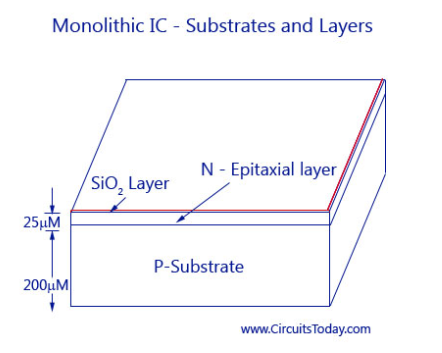 Monolithic IC - Substrates and Layers
N - Epitaxial layer
SiO₂ Layer
25μM
P-Substrate
200μM
www.CircuitsToday.com